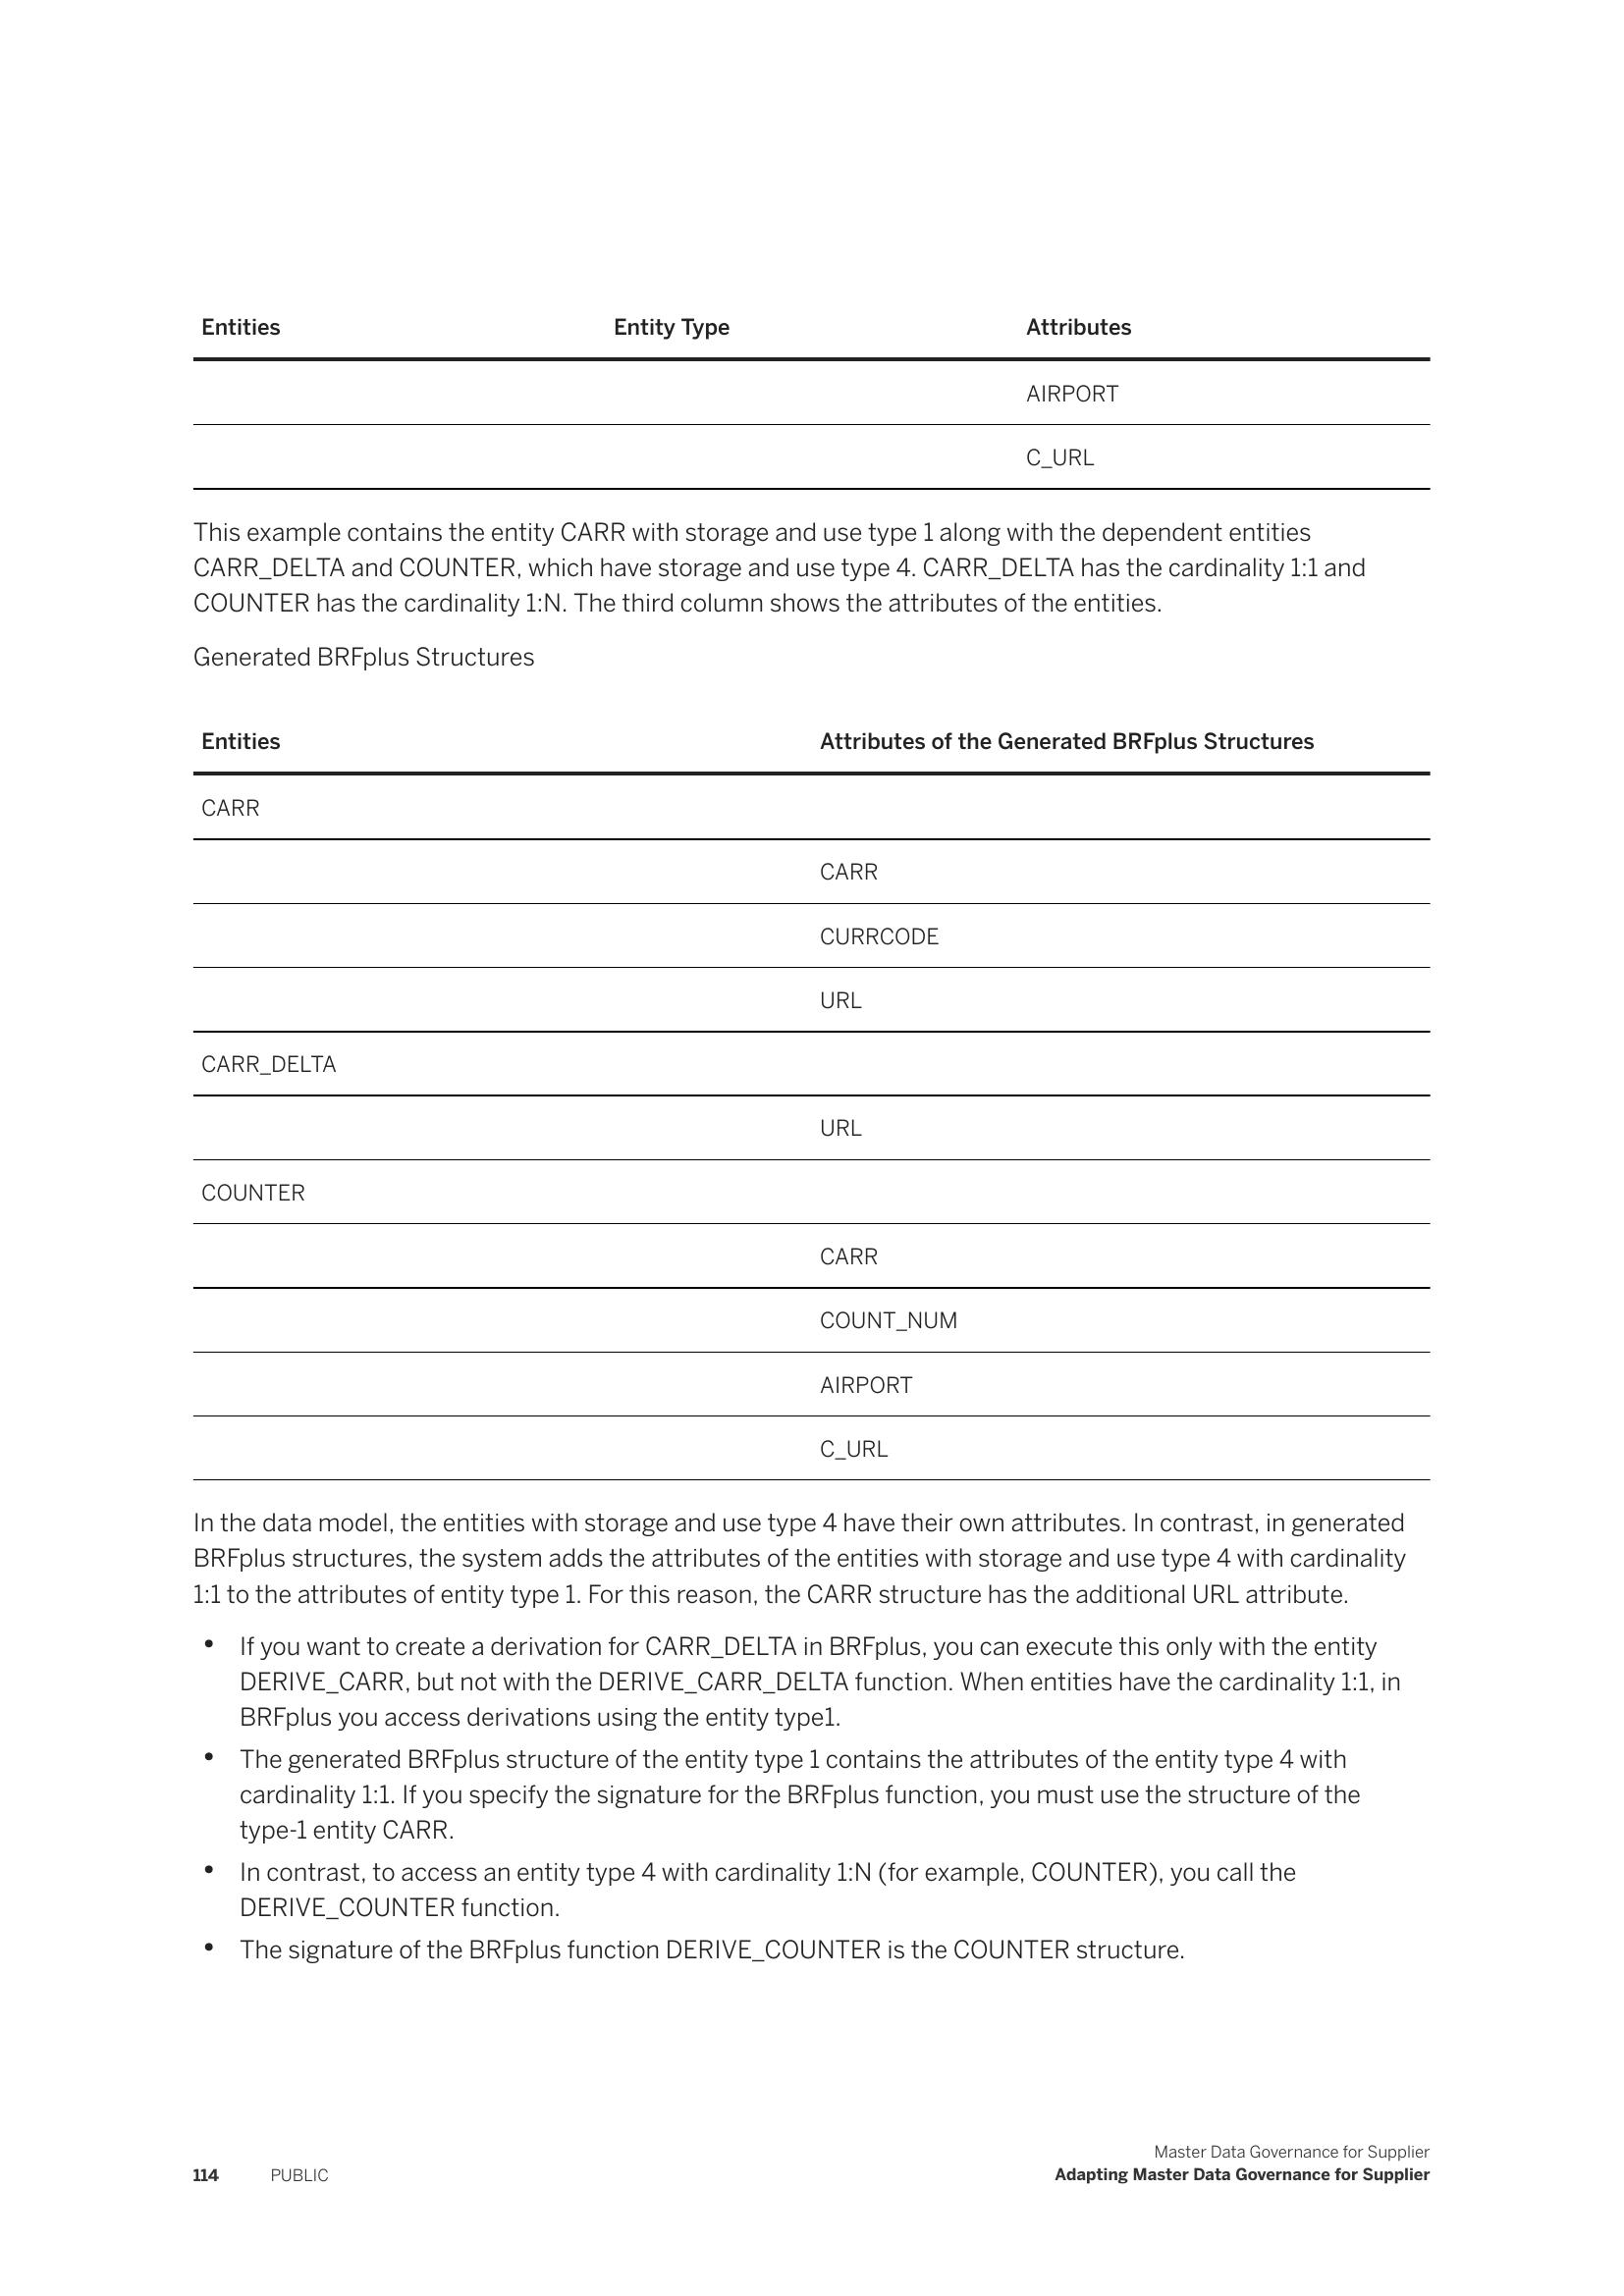 Entities Entity Type Attributes
AIRPORT
C_URL
This example contains the entity CARR with storage and use type 1 along with the dependent entities
CARR_DELTA and COUNTER, which have storage and use type 4. CARR_DELTA has the cardinality 1:1 and
COUNTER has the cardinality 1:N. The third column shows the attributes of the entities.
Generated BRFplus Structures
Entities Attributes of the Generated BRFplus Structures
CARR
CARR
CURRCODE
URL
CARR_DELTA
URL
COUNTER
CARR
COUNT_NUM
AIRPORT
C_URL
In the data model, the entities with storage and use type 4 have their own attributes. In contrast, in generated
BRFplus structures, the system adds the attributes of the entities with storage and use type 4 with cardinality
1:1 to the attributes of entity type 1. For this reason, the CARR structure has the additional URL attribute.
• If you want to create a derivation for CARR_DELTA in BRFplus, you can execute this only with the entity
DERIVE_CARR, but not with the DERIVE_CARR_DELTA function. When entities have the cardinality 1:1, in
BRFplus you access derivations using the entity type1.
• The generated BRFplus structure of the entity type 1 contains the attributes of the entity type 4 with
cardinality 1:1. If you specify the signature for the BRFplus function, you must use the structure of the
type-1 entity CARR.
• In contrast, to access an entity type 4 with cardinality 1:N (for example, COUNTER), you call the
DERIVE_COUNTER function.
• The signature of the BRFplus function DERIVE_COUNTER is the COUNTER structure.
Master Data Governance for Supplier
114 PUBLIC Adapting Master Data Governance for Supplier